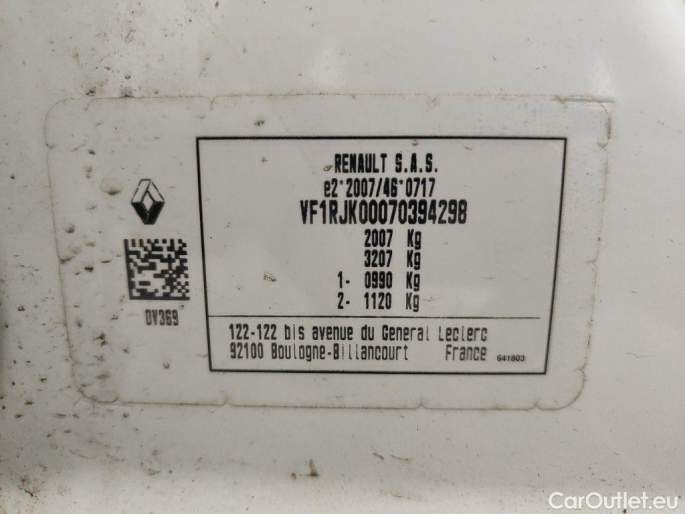 RENAULT S.A.S.
e2*2007/46*0717
VF1RJK00070394298
2007 Kg
3207 Kg
1- 0990 Kg
2- 1120 Kg
DV369
122-122 bis avenue du General Leclerc
92100 Boulogne-Billancourt France 641803
CarOutlet.eu